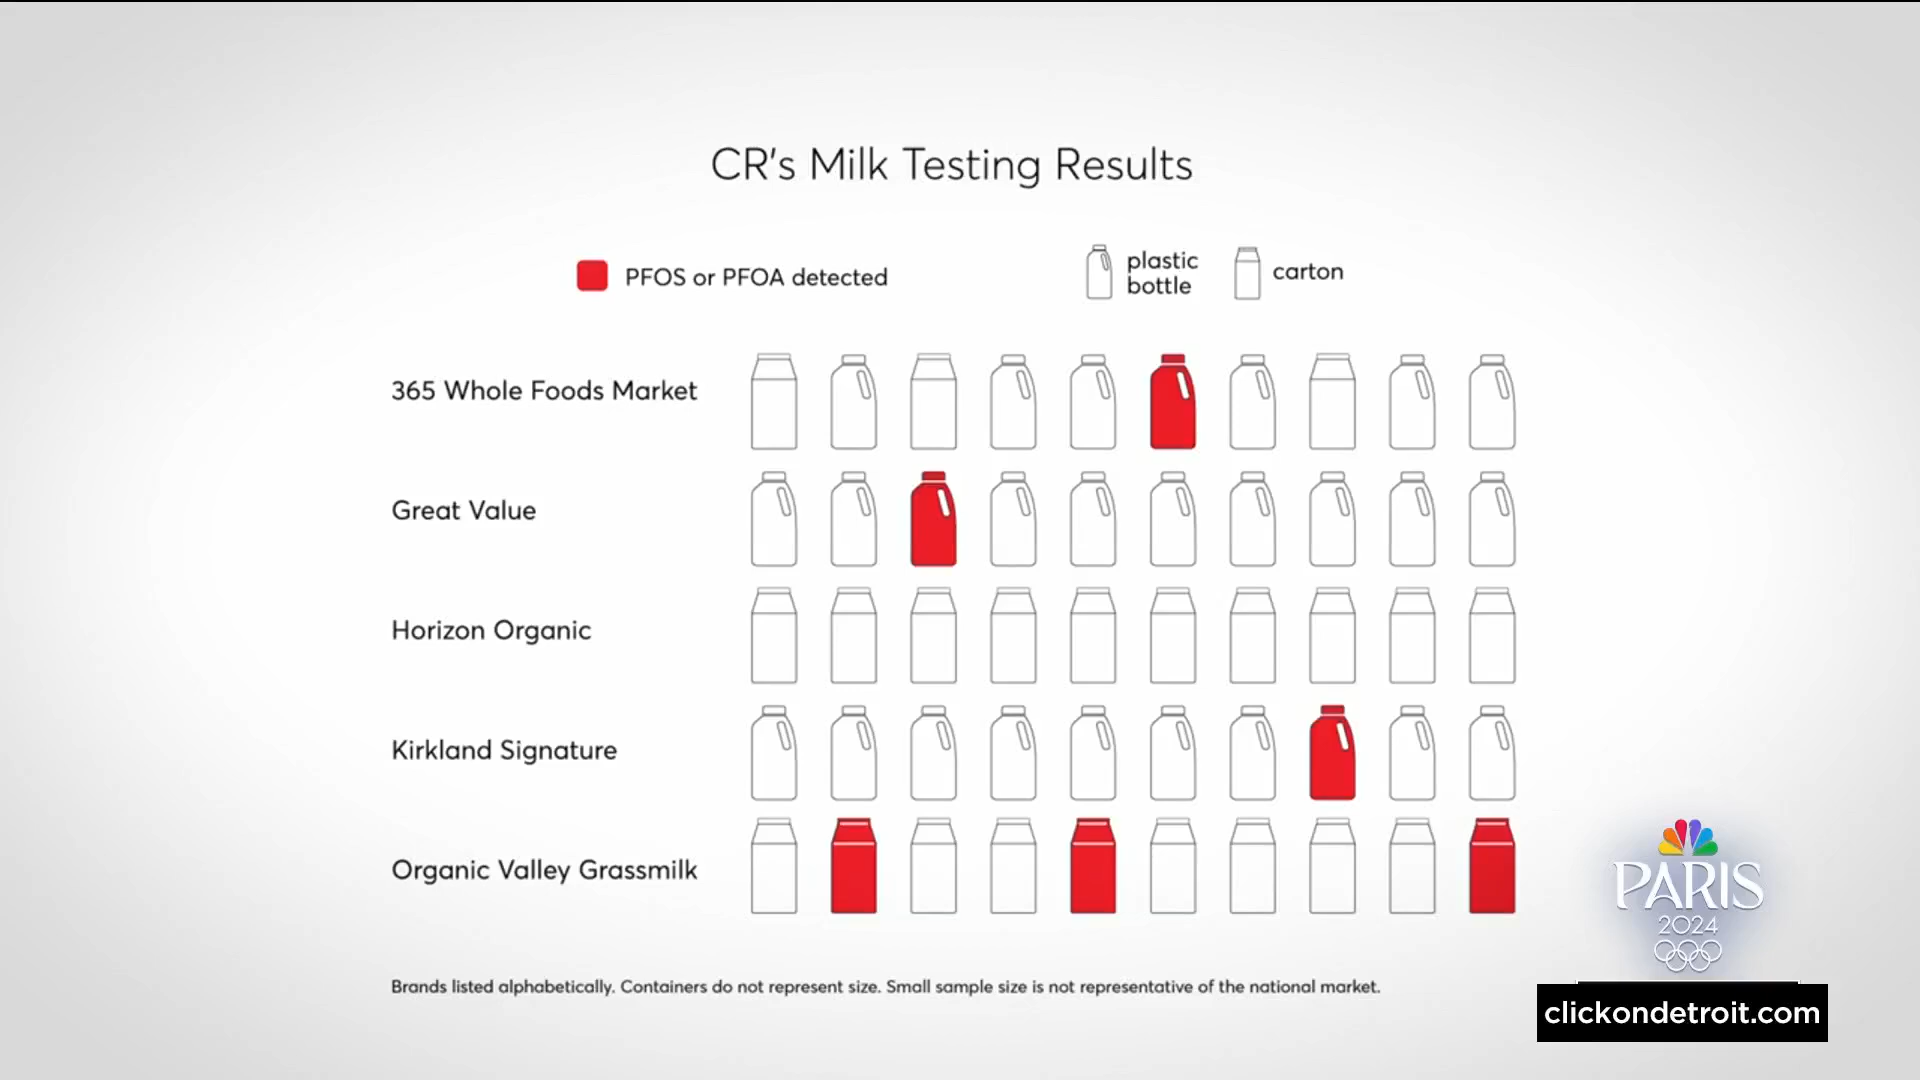 CR's Milk Testing Results
PFOS or PFOA detected
plastic
bottle
carton
365 Whole Foods Market
Great Value
Horizon Organic
Kirkland Signature
Organic Valley Grassmilk
PARIS
2024
Brands listed alphabetically. Containers do not represent size. Small sample size is not representative of the national market.
clickondetroit.com